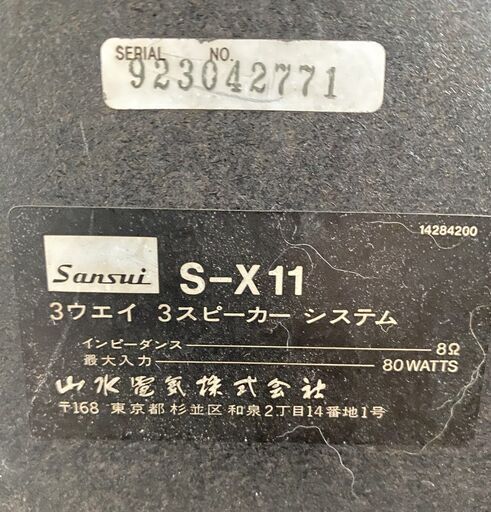 SERIAL NO.
923042771
14284200
Sansui S-X11
3ウエイ 3スピーカー システム
インピーダンス 8Ω
最大入力 80WATTS
山水電気株式会社
〒168 東京都杉並区和泉2丁目14番地1号